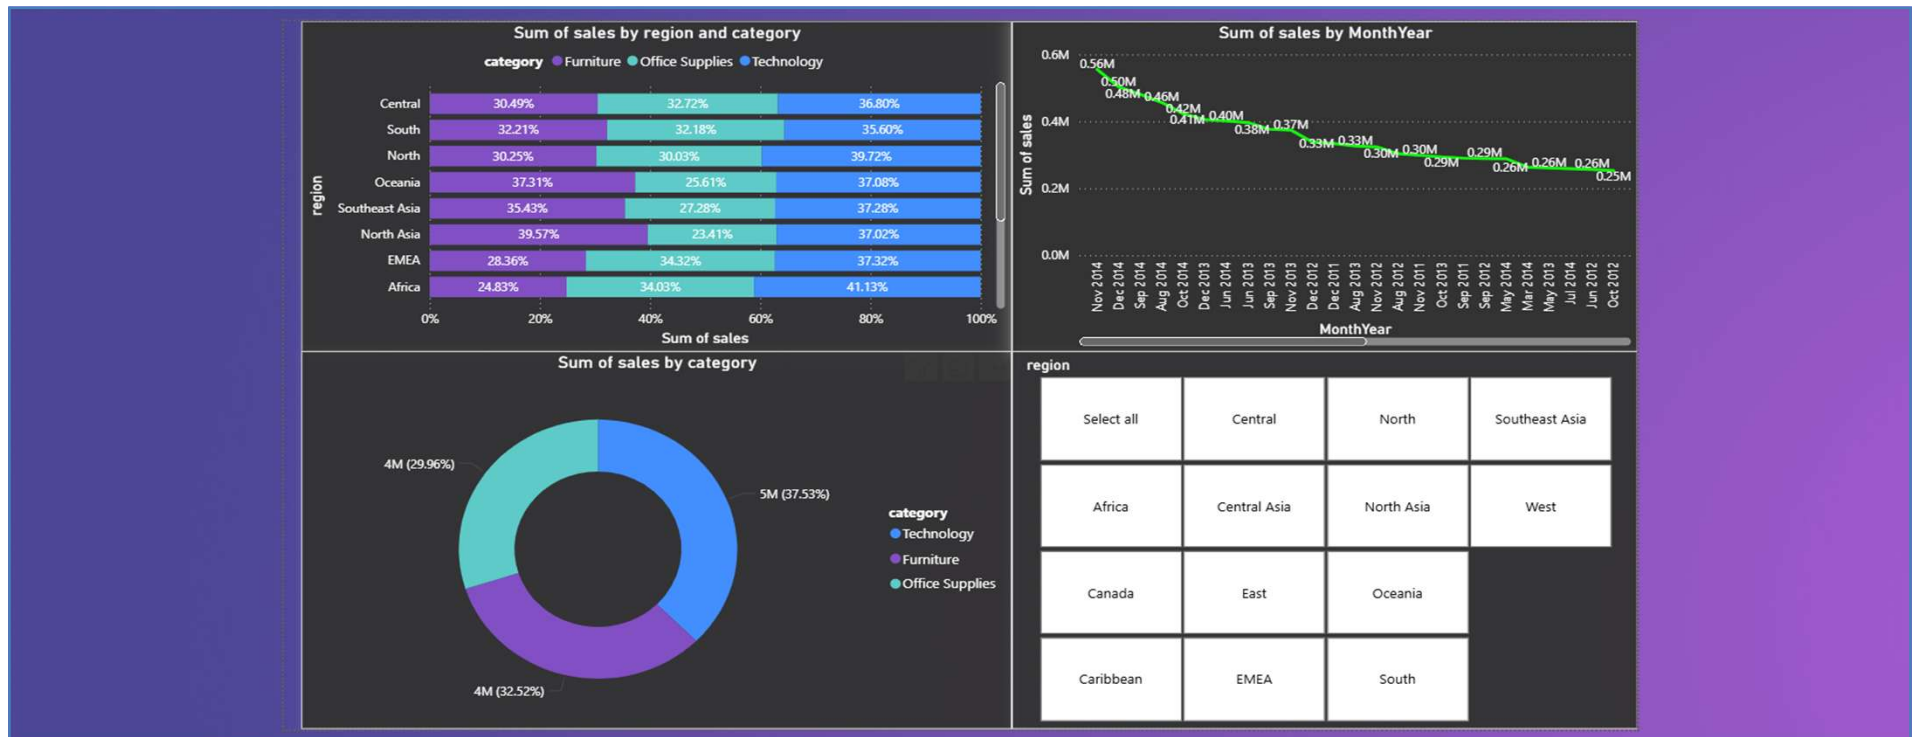 Sum of sales by region and category
category Furniture Office Supplies Technology
region
Central 30.49% 32.72% 36.80%
South 32.21% 32.18% 35.60%
North 30.25% 30.03% 39.72%
Oceania 37.31% 25.61% 37.08%
Southeast Asia 35.43% 27.28% 37.28%
North Asia 39.57% 23.41% 37.02%
EMEA 28.36% 34.32% 37.32%
Africa 24.83% 34.03% 41.13%
0% 20% 40% 60% 80% 100%
Sum of sales
Sum of sales by MonthYear
Sum of sales
0.6M
0.4M
0.2M
0.0M
0.56M
0.50M
0.48M
0.46M
0.42M
0.41M
0.40M
0.38M
0.37M
0.33M
0.33M
0.30M
0.30M
0.29M
0.29M
0.26M
0.26M
0.26M
0.25M
Nov 2014
Dec 2014
Sep 2014
Aug 2014
Oct 2014
Dec 2013
Jun 2014
Jun 2013
Sep 2013
Nov 2013
Dec 2012
Dec 2011
Aug 2013
Nov 2012
Aug 2012
Nov 2011
Oct 2013
Sep 2011
Sep 2012
May 2014
Mar 2014
May 2013
Jul 2014
Jun 2012
Oct 2012
MonthYear
Sum of sales by category
4M (29.96%)
5M (37.53%)
4M (32.52%)
category
Technology
Furniture
Office Supplies
region
Select all Central North Southeast Asia
Africa Central Asia North Asia West
Canada East Oceania
Caribbean EMEA South